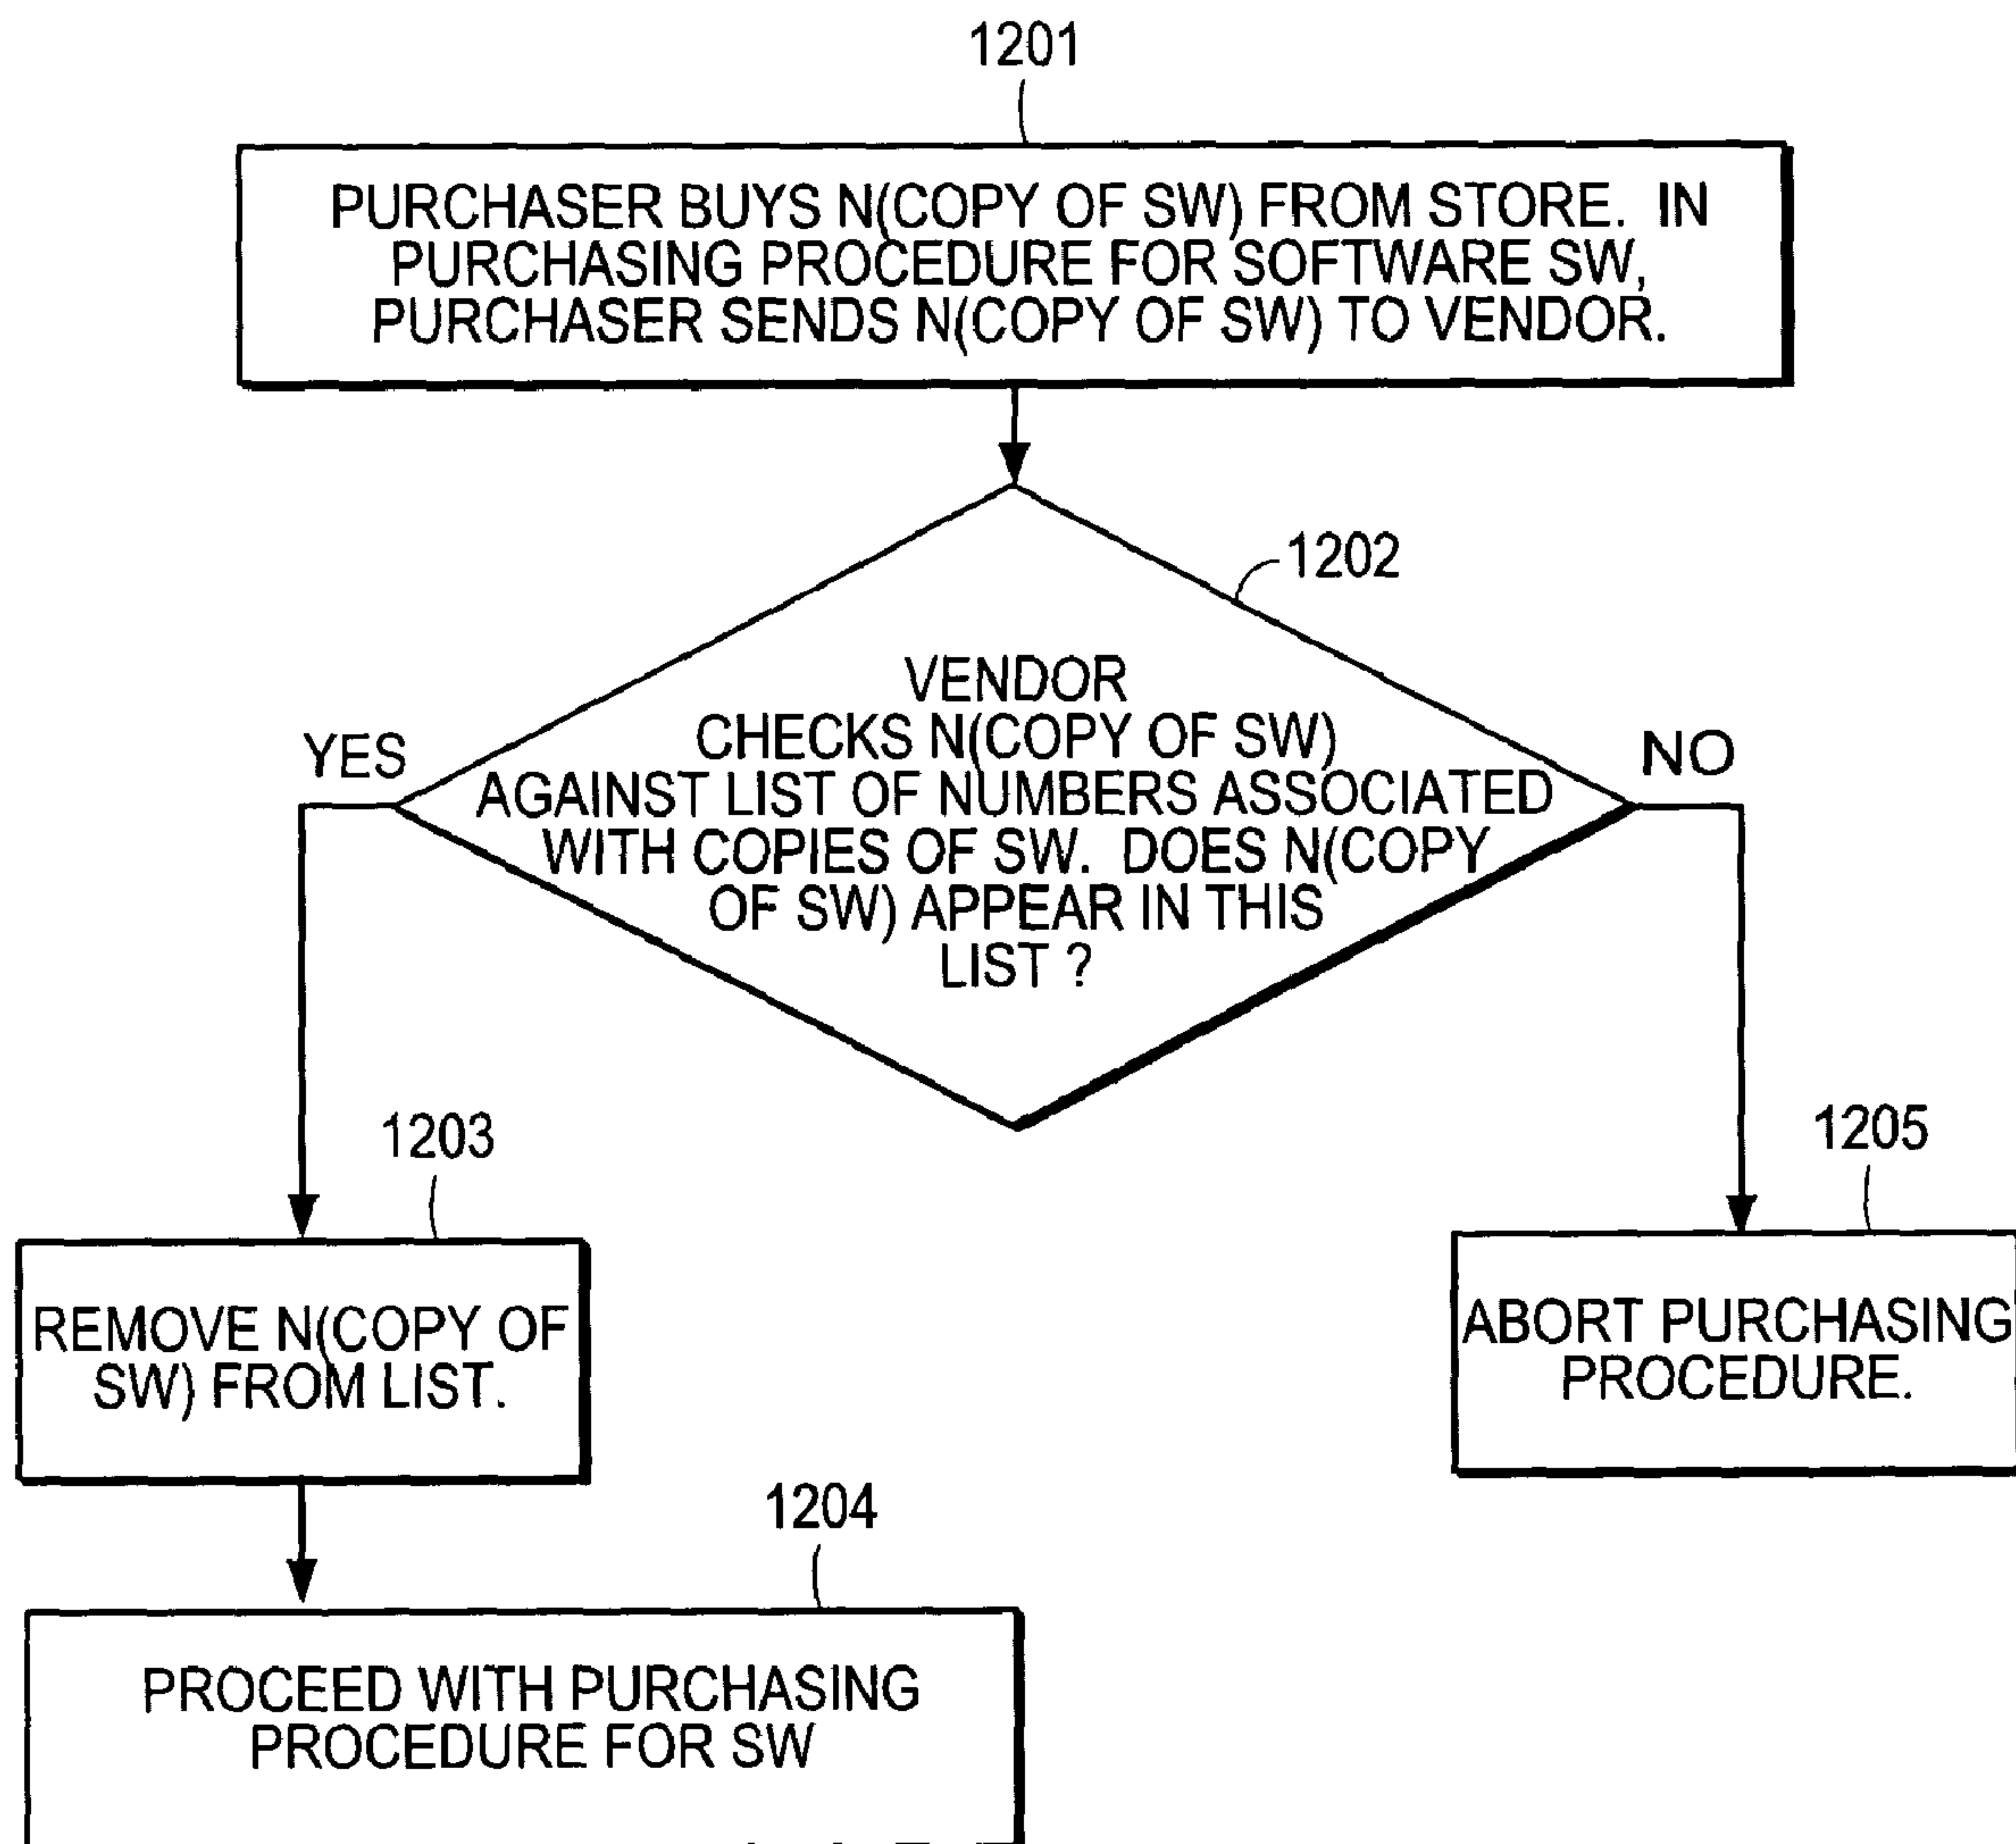 1201
PURCHASER BUYS N(COPY OF SW) FROM STORE. IN
PURCHASING PROCEDURE FOR SOFTWARE SW,
PURCHASER SENDS N(COPY OF SW) TO VENDOR.
1202
VENDOR
CHECKS N(COPY OF SW)
AGAINST LIST OF NUMBERS ASSOCIATED
WITH COPIES OF SW. DOES N(COPY
OF SW) APPEAR IN THIS
LIST ?
YES
NO
1203
REMOVE N(COPY OF
SW) FROM LIST.
1205
ABORT PURCHASING
PROCEDURE.
1204
PROCEED WITH PURCHASING
PROCEDURE FOR SW